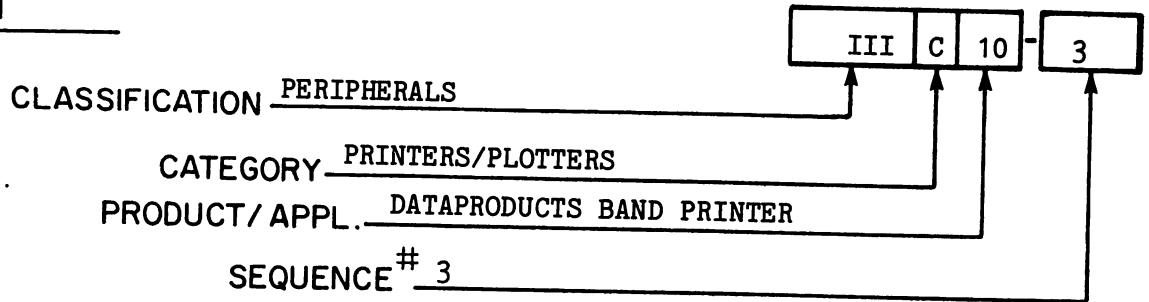 III C 10 - 3
CLASSIFICATION PERIPHERALS
CATEGORY PRINTERS/PLOTTERS
PRODUCT/APPL. DATAPRODUCTS BAND PRINTER
SEQUENCE# 3